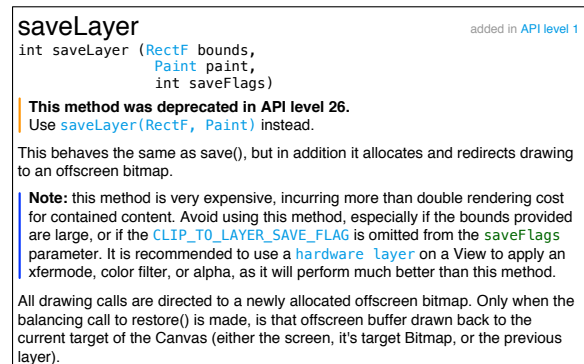 saveLayer added in API level 1
int saveLayer (RectF bounds,
Paint paint,
int saveFlags)
This method was deprecated in API level 26.
Use saveLayer(RectF, Paint) instead.
This behaves the same as save(), but in addition it allocates and redirects drawing
to an offscreen bitmap.
Note: this method is very expensive, incurring more than double rendering cost
for contained content. Avoid using this method, especially if the bounds provided
are large, or if the CLIP_TO_LAYER_SAVE_FLAG is omitted from the saveFlags
parameter. It is recommended to use a hardware layer on a View to apply an
xfermode, color filter, or alpha, as it will perform much better than this method.
All drawing calls are directed to a newly allocated offscreen bitmap. Only when the
balancing call to restore() is made, is that offscreen buffer drawn back to the
current target of the Canvas (either the screen, it's target Bitmap, or the previous
layer).